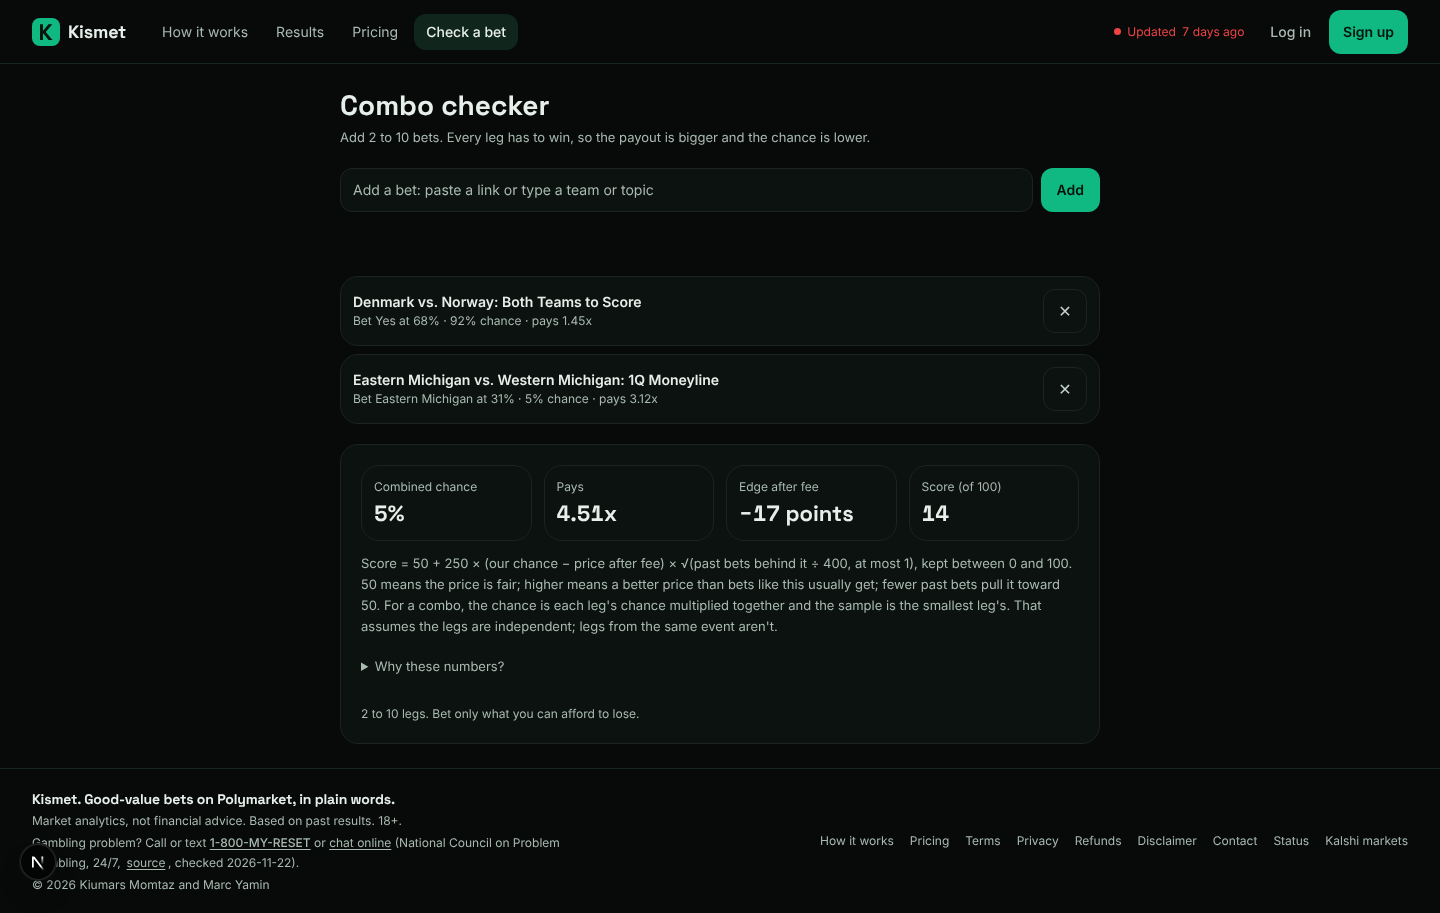 K Kismet How it works Results Pricing Check a bet Updated 7 days ago Log in Sign up
Combo checker
Add 2 to 10 bets. Every leg has to win, so the payout is bigger and the chance is lower.
Add a bet: paste a link or type a team or topic Add
Denmark vs. Norway: Both Teams to Score
Bet Yes at 68% · 92% chance · pays 1.45x
✕
Eastern Michigan vs. Western Michigan: 1Q Moneyline
Bet Eastern Michigan at 31% · 5% chance · pays 3.12x
✕
Combined chance
5%
Pays
4.51x
Edge after fee
−17 points
Score (of 100)
14
Score = 50 + 250 × (our chance − price after fee) × √(past bets behind it ÷ 400, at most 1), kept between 0 and 100.
50 means the price is fair; higher means a better price than bets like this usually get; fewer past bets pull it toward
50. For a combo, the chance is each leg's chance multiplied together and the sample is the smallest leg's. That
assumes the legs are independent; legs from the same event aren't.
▶ Why these numbers?
2 to 10 legs. Bet only what you can afford to lose.
Kismet. Good-value bets on Polymarket, in plain words.
Market analytics, not financial advice. Based on past results. 18+.
Gambling problem? Call or text 1-800-MY-RESET or chat online (National Council on Problem
bling, 24/7, source, checked 2026-11-22).
© 2026 Kiumars Momtaz and Marc Yamin
N
How it works Pricing Terms Privacy Refunds Disclaimer Contact Status Kalshi markets